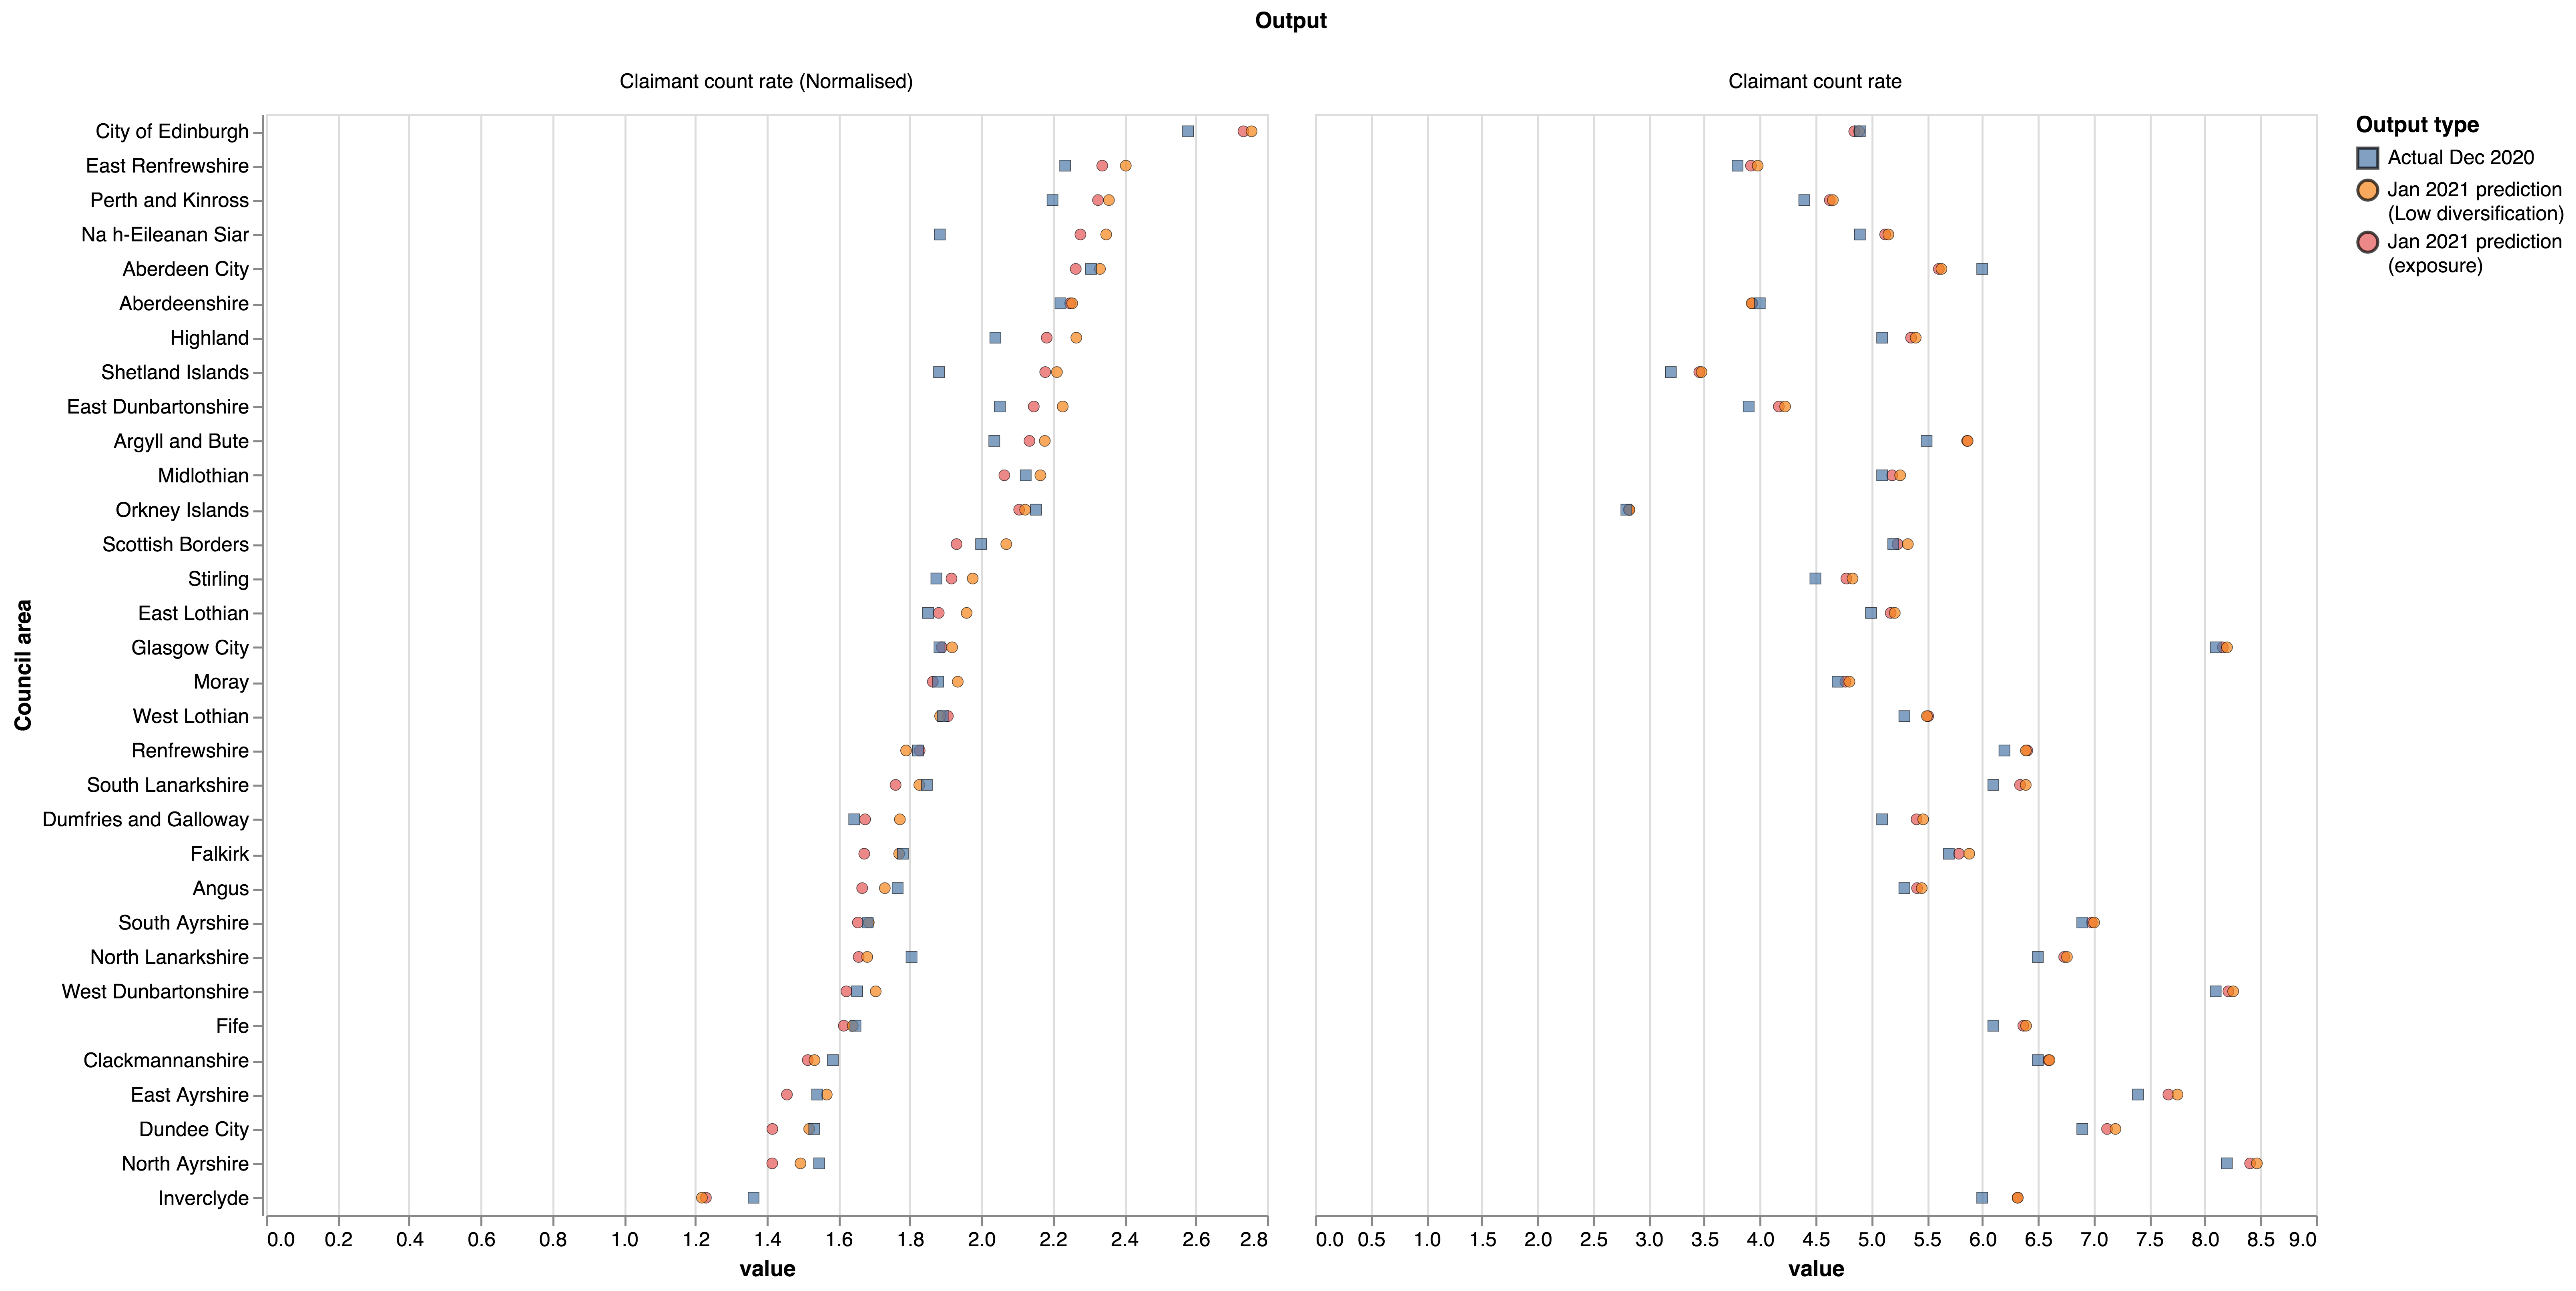 Output
Claimant count rate (Normalised)
Claimant count rate
Output type
Actual Dec 2020
Jan 2021 prediction
(Low diversification)
Jan 2021 prediction
(exposure)
Council area
City of Edinburgh
East Renfrewshire
Perth and Kinross
Na h-Eileanan Siar
Aberdeen City
Aberdeenshire
Highland
Shetland Islands
East Dunbartonshire
Argyll and Bute
Midlothian
Orkney Islands
Scottish Borders
Stirling
East Lothian
Glasgow City
Moray
West Lothian
Renfrewshire
South Lanarkshire
Dumfries and Galloway
Falkirk
Angus
South Ayrshire
North Lanarkshire
West Dunbartonshire
Fife
Clackmannanshire
East Ayrshire
Dundee City
North Ayrshire
Inverclyde
0.0 0.2 0.4 0.6 0.8 1.0 1.2 1.4 1.6 1.8 2.0 2.2 2.4 2.6 2.8
value
0.0 0.5 1.0 1.5 2.0 2.5 3.0 3.5 4.0 4.5 5.0 5.5 6.0 6.5 7.0 7.5 8.0 8.5 9.0
value